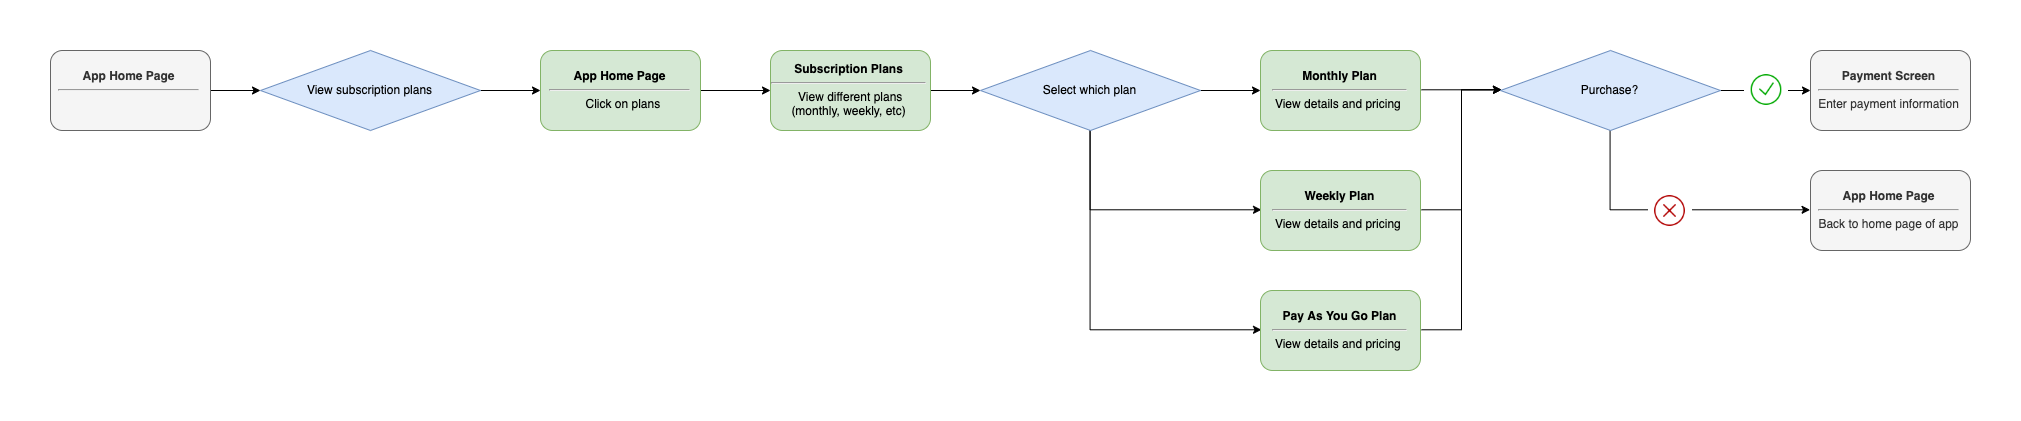 App Home Page
View subscription plans
App Home Page
Click on plans
Subscription Plans
View different plans
(monthly, weekly, etc)
Select which plan
Monthly Plan
View details and pricing
Purchase?
Payment Screen
Enter payment information
Weekly Plan
View details and pricing
App Home Page
Back to home page of app
Pay As You Go Plan
View details and pricing